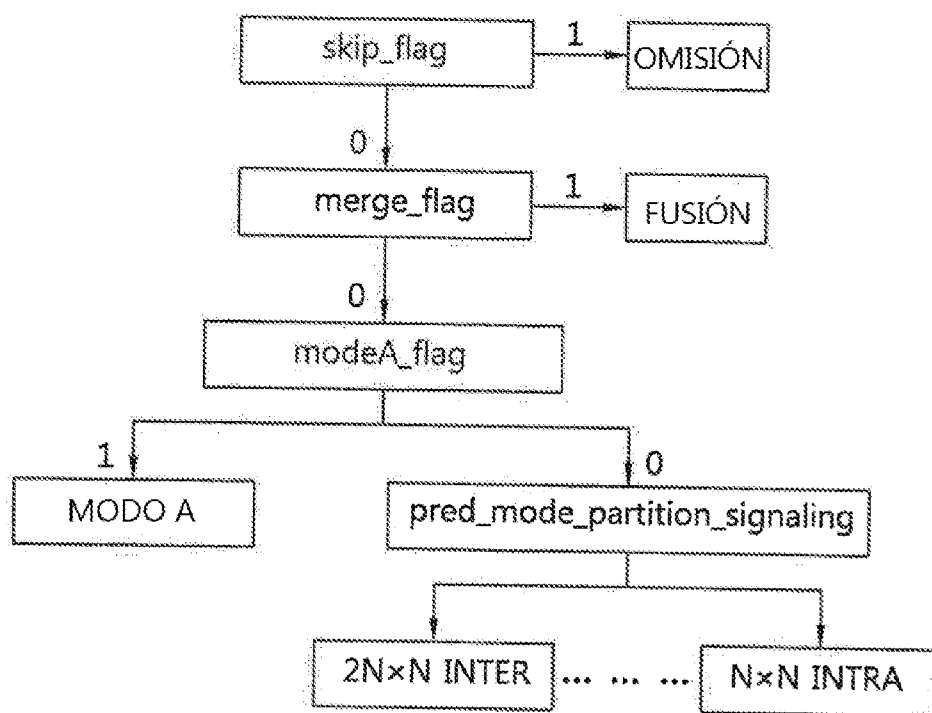 skip_flag
1
OMISIÓN
0
merge_flag
1
FUSIÓN
0
modeA_flag
1
0
MODO A
pred_mode_partition_signaling
2N×N INTER ... ... ... N×N INTRA